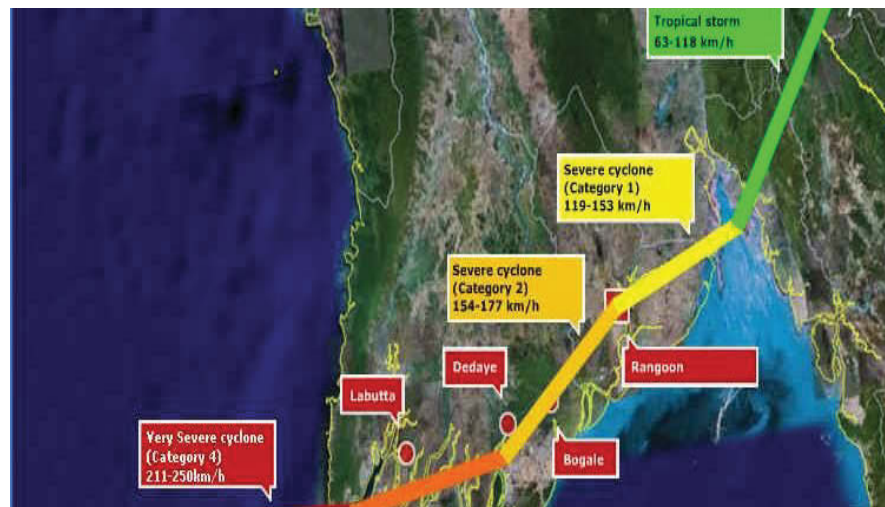 Tropical storm
63-118 km/h
Severe cyclone
(Category 1)
119-153 km/h
Severe cyclone
(Category 2)
154-177 km/h
Dedaye
Rangoon
Labutta
Very Severe cyclone
(Category 4)
211-250km/h
Bogale